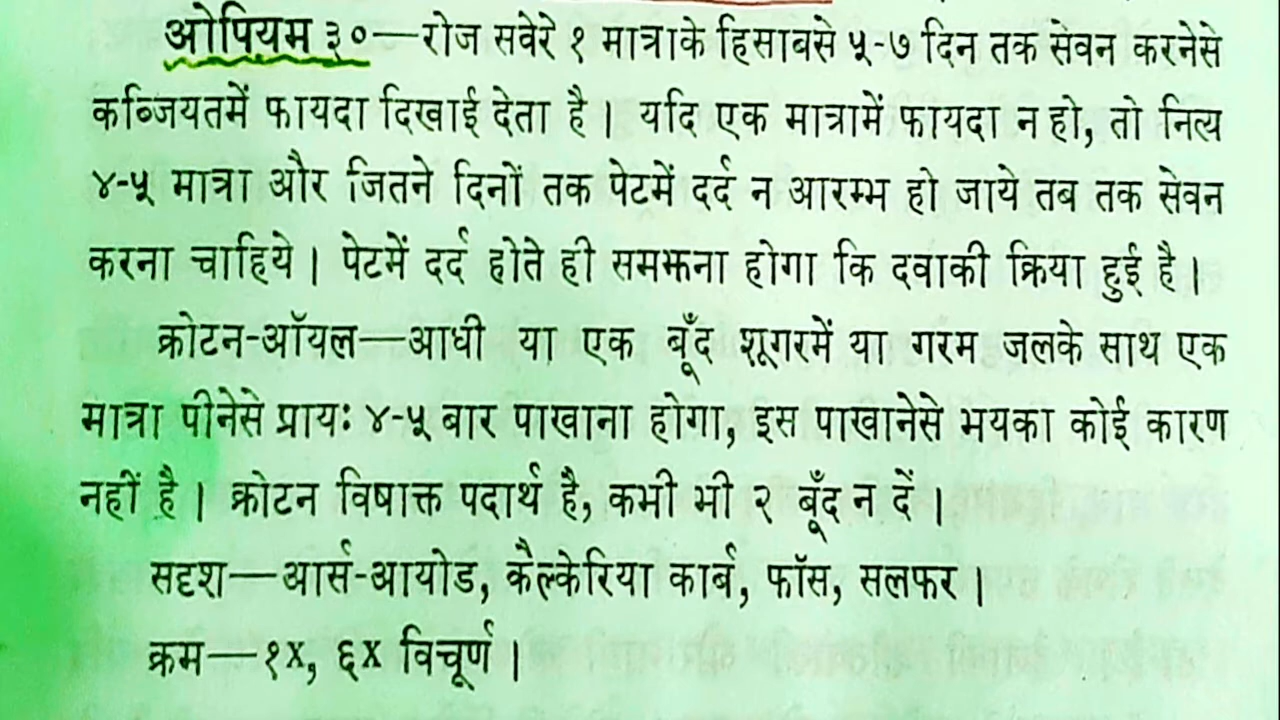 ओपियम ३०—रोज सवेरे १ मात्राके हिसाबसे ५-७ दिन तक सेवन करनेसे
कब्जियतमें फायदा दिखाई देता है। यदि एक मात्रामें फायदा न हो, तो नित्य
४-५ मात्रा और जितने दिनों तक पेटमें दर्द न आरम्भ हो जाये तब तक सेवन
करना चाहिये। पेटमें दर्द होते ही समझना होगा कि दवाकी क्रिया हुई है।
क्रोटन-ऑयल—आधी या एक बूँद शूगरमें या गरम जलके साथ एक
मात्रा पीनेसे प्रायः ४-५ बार पाखाना होगा, इस पाखानेसे भयका कोई कारण
नहीं है। क्रोटन विषाक्त पदार्थ है, कभी भी २ बूँद न दें।
सदृश—आर्स-आयोड, कैल्केरिया कार्ब, फॉस, सलफर।
क्रम—१x, ६x विचूर्ण।